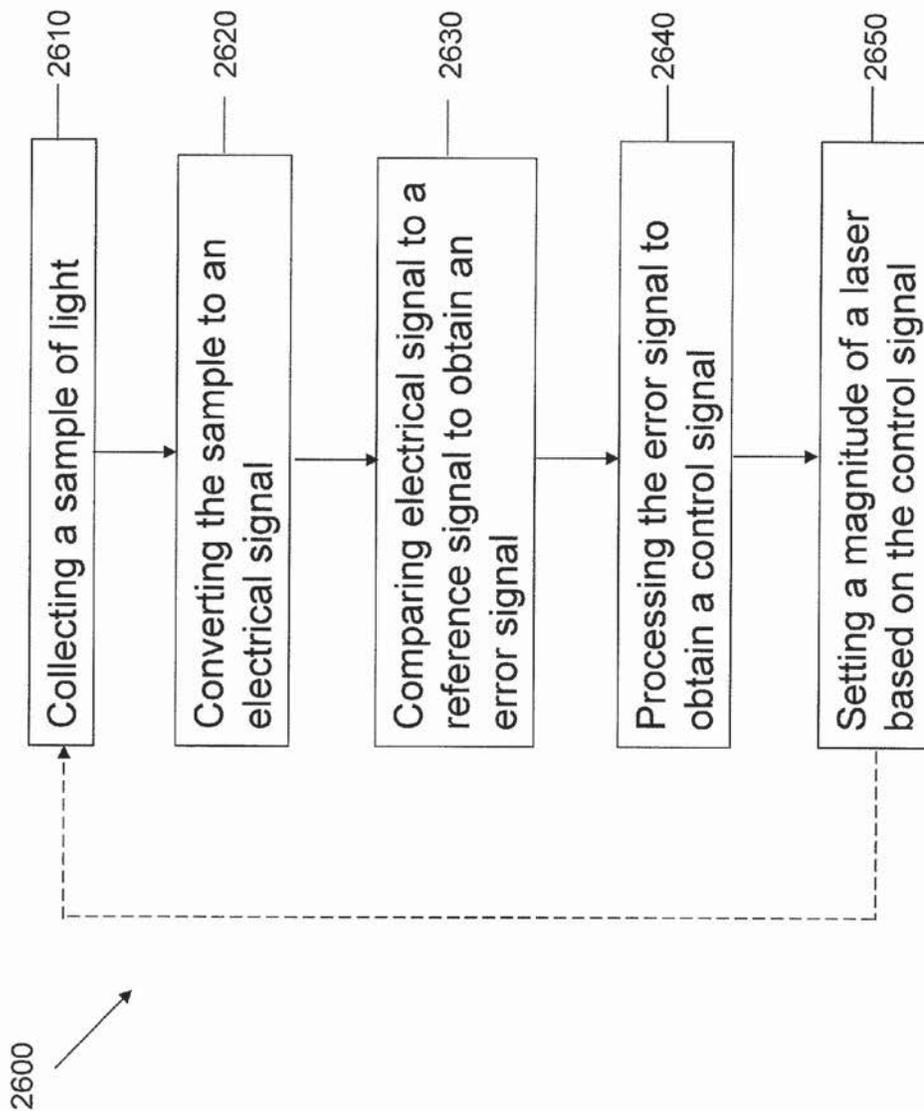 2600
Collecting a sample of light
2610
Converting the sample to an
electrical signal
2620
Comparing electrical signal to a
reference signal to obtain an
error signal
2630
Processing the error signal to
obtain a control signal
2640
Setting a magnitude of a laser
based on the control signal
2650